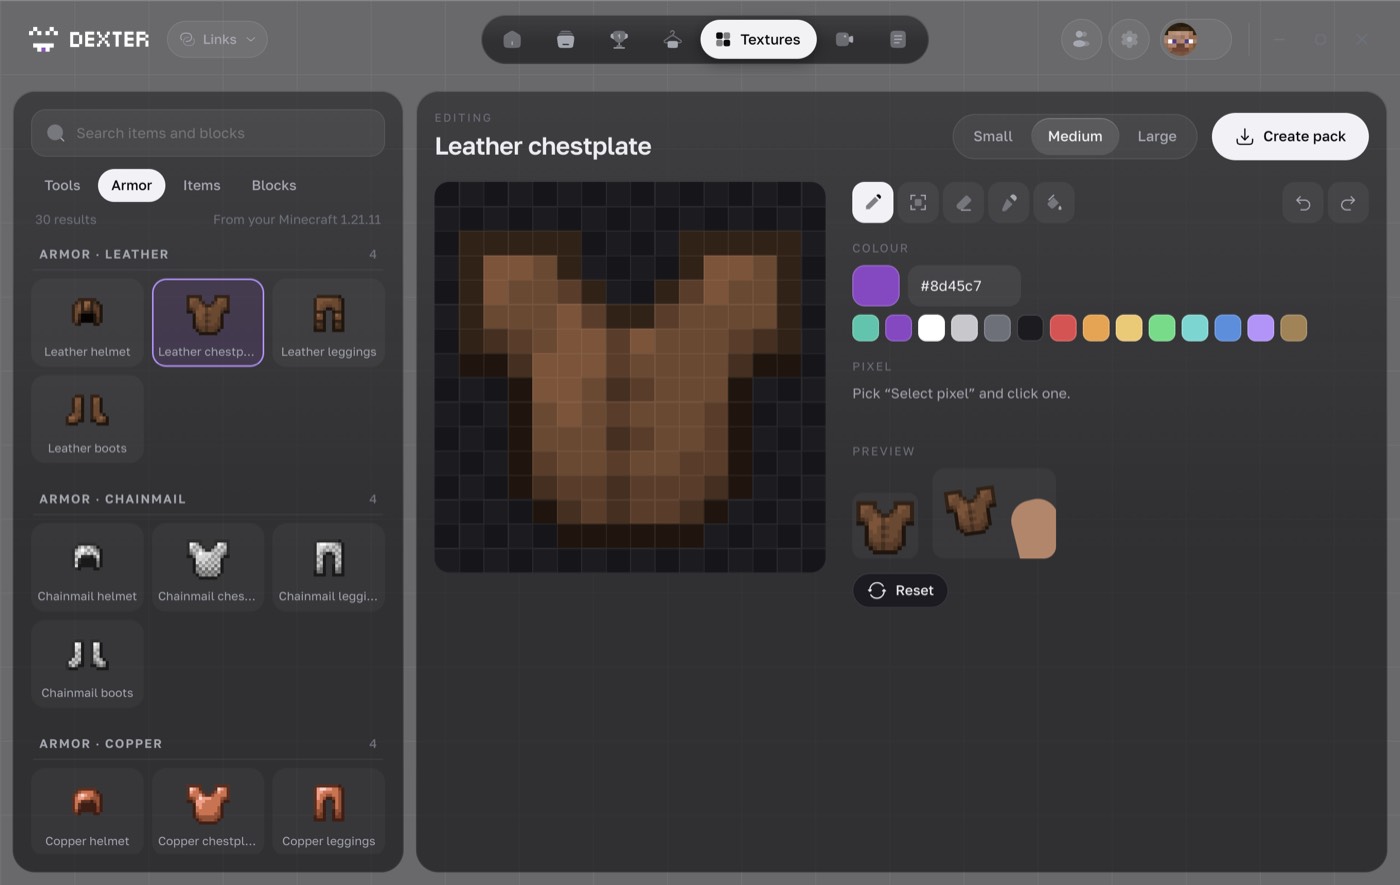 DEXTER
Links
Textures
Search items and blocks
Tools Armor Items Blocks
30 results From your Minecraft 1.21.11
ARMOR · LEATHER 4
Leather helmet
Leather chestp...
Leather leggings
Leather boots
ARMOR · CHAINMAIL 4
Chainmail helmet
Chainmail ches...
Chainmail leggi...
Chainmail boots
ARMOR · COPPER 4
Copper helmet
Copper chestpl...
Copper leggings
EDITING
Leather chestplate
Small Medium Large
Create pack
COLOUR
#8d45c7
PIXEL
Pick “Select pixel” and click one.
PREVIEW
Reset